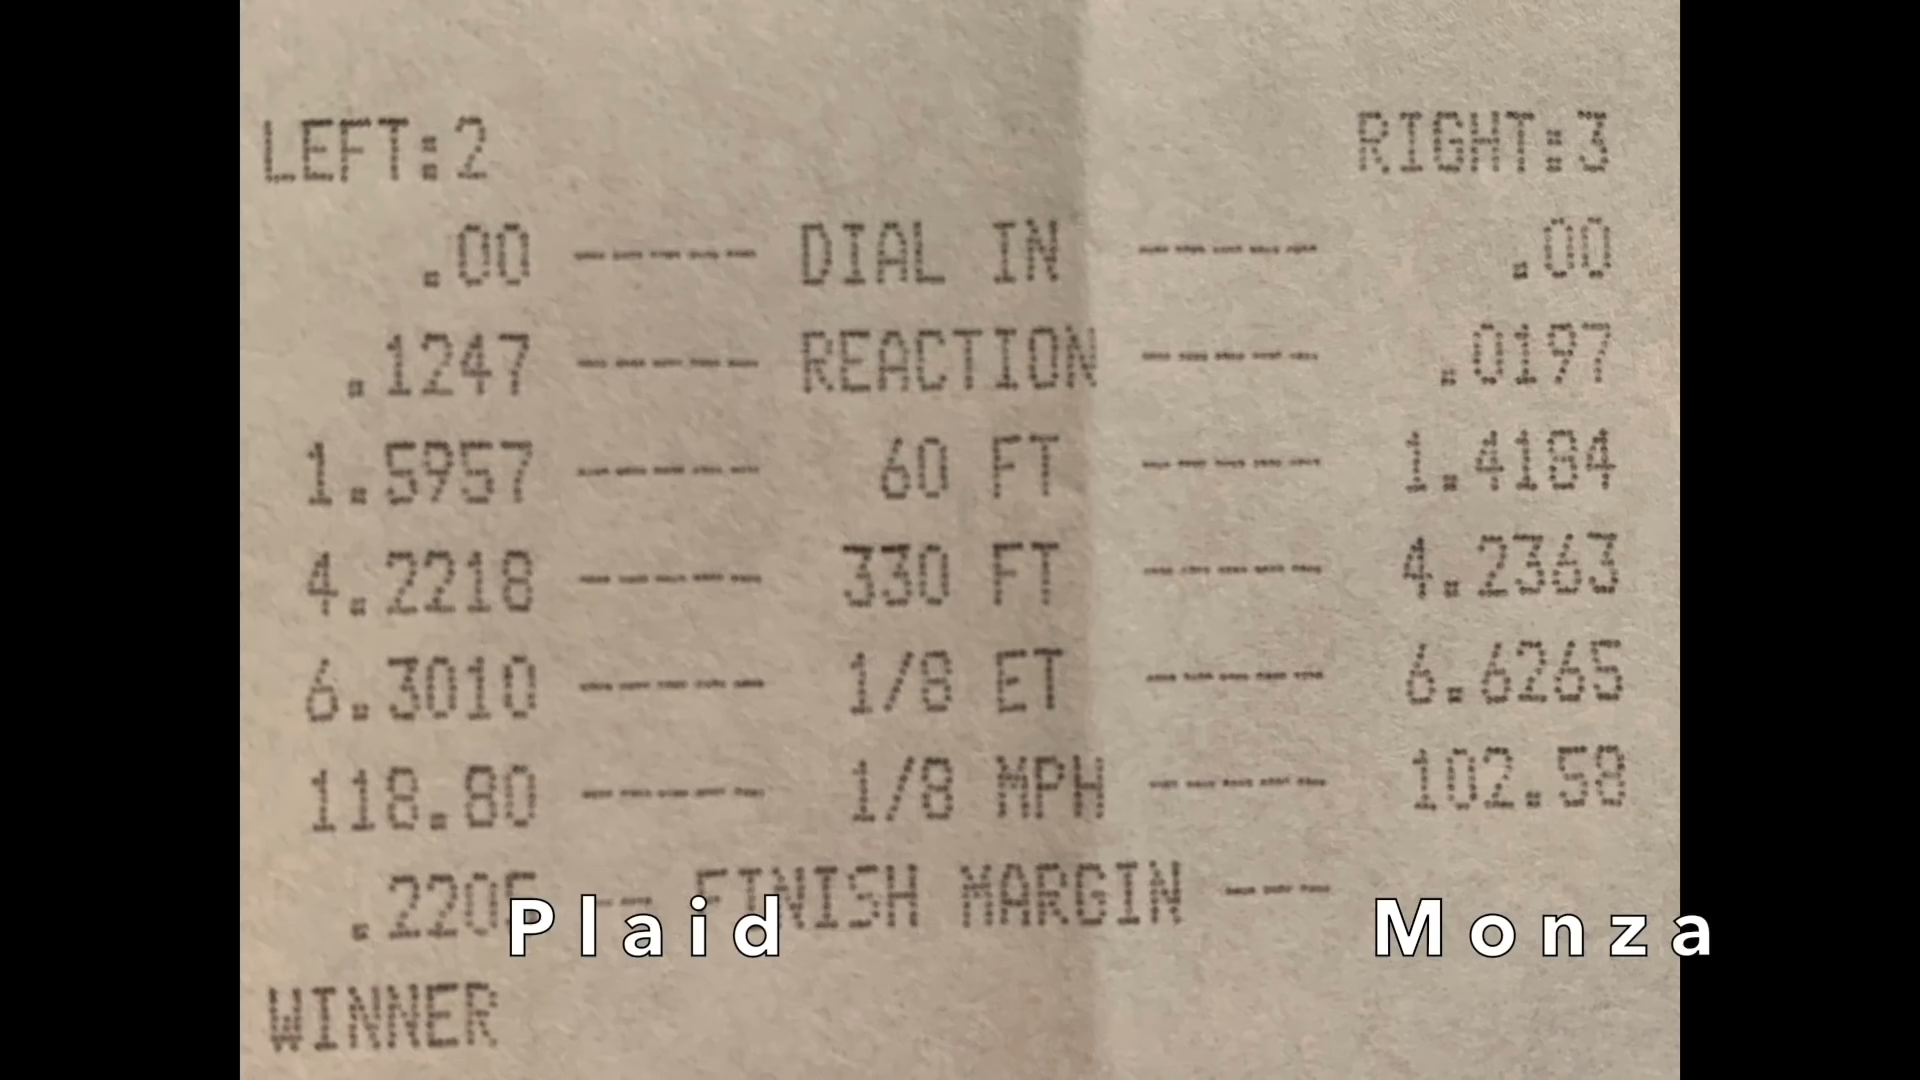 LEFT:2 RIGHT:3
.00 ----- DIAL IN ----- .00
.1247 ----- REACTION ----- .0197
1.5957 ----- 60 FT ----- 1.4184
4.2218 ----- 330 FT ----- 4.2363
6.3010 ----- 1/8 ET ----- 6.6265
118.80 ----- 1/8 MPH ----- 102.58
.2205 -- FINISH MARGIN ---
Plaid Monza
WINNER